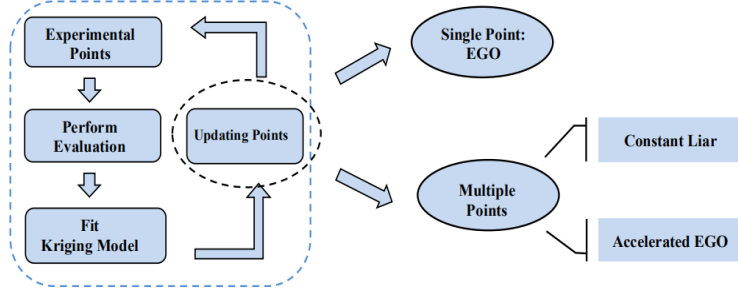 Experimental
Points
Perform
Evaluation
Fit
Kriging Model
Updating Points
Single Point:
EGO
Multiple
Points
Constant Liar
Accelerated EGO